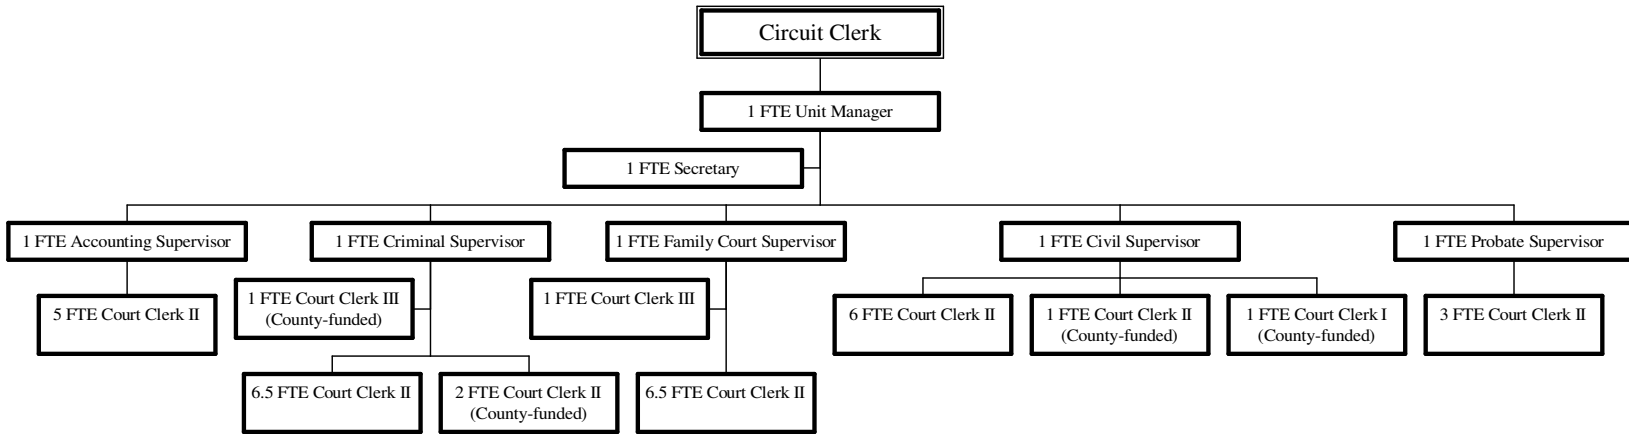 Circuit Clerk
1 FTE Unit Manager
1 FTE Secretary
1 FTE Accounting Supervisor
1 FTE Criminal Supervisor
1 FTE Family Court Supervisor
1 FTE Civil Supervisor
1 FTE Probate Supervisor
5 FTE Court Clerk II
1 FTE Court Clerk III
(County-funded)
1 FTE Court Clerk III
6 FTE Court Clerk II
1 FTE Court Clerk II
(County-funded)
1 FTE Court Clerk I
(County-funded)
3 FTE Court Clerk II
6.5 FTE Court Clerk II
2 FTE Court Clerk II
(County-funded)
6.5 FTE Court Clerk II